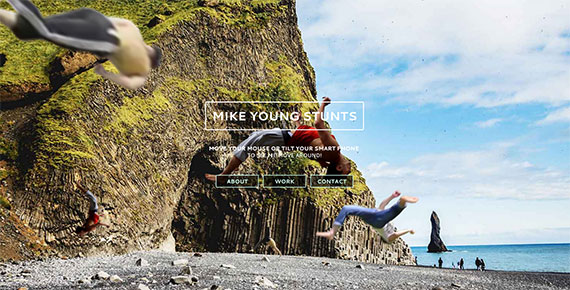 MIKE YOUNG STUNTS
MOVE YOUR MOUSE OR TILT YOUR SMART PHONE
TO SEE MIKE MOVE AROUND!
ABOUT
WORK
CONTACT